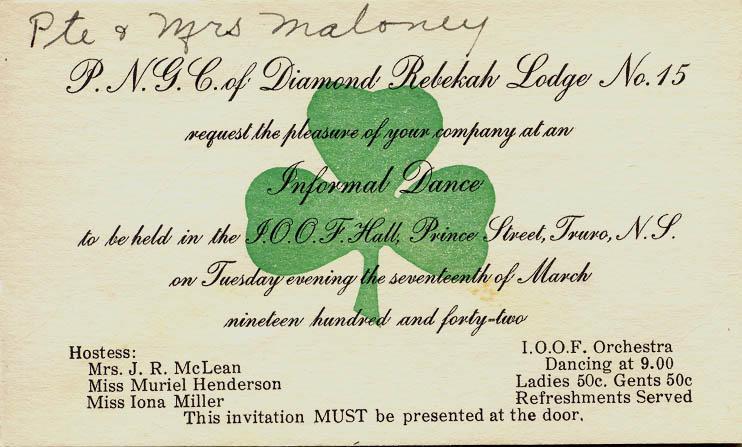 Pte & Mrs Maloney
P.N.G.C. of Diamond Rebekah Lodge No. 15
request the pleasure of your company at an
Informal Dance
to be held in the I.O.O.F. Hall, Prince Street, Truro, N.S.
on Tuesday evening the seventeenth of March
nineteen hundred and forty-two
Hostess:
Mrs. J. R. McLean
Miss Muriel Henderson
Miss Iona Miller
I.O.O.F. Orchestra
Dancing at 9.00
Ladies 50c. Gents 50c
Refreshments Served
This invitation MUST be presented at the door.